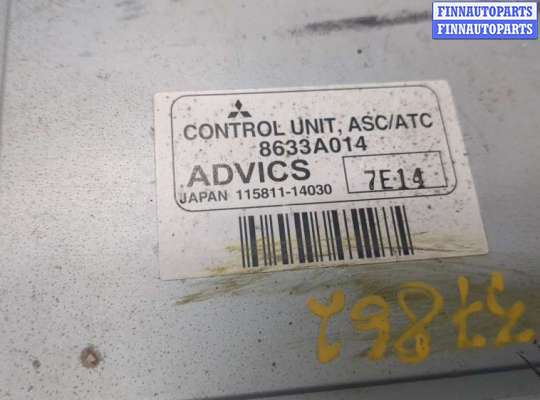 FINNAUTOPARTS
FINNAUTOPARTS
CONTROL UNIT, ASC/ATC
8633A014
ADVICS
7E14
JAPAN 115811-14030